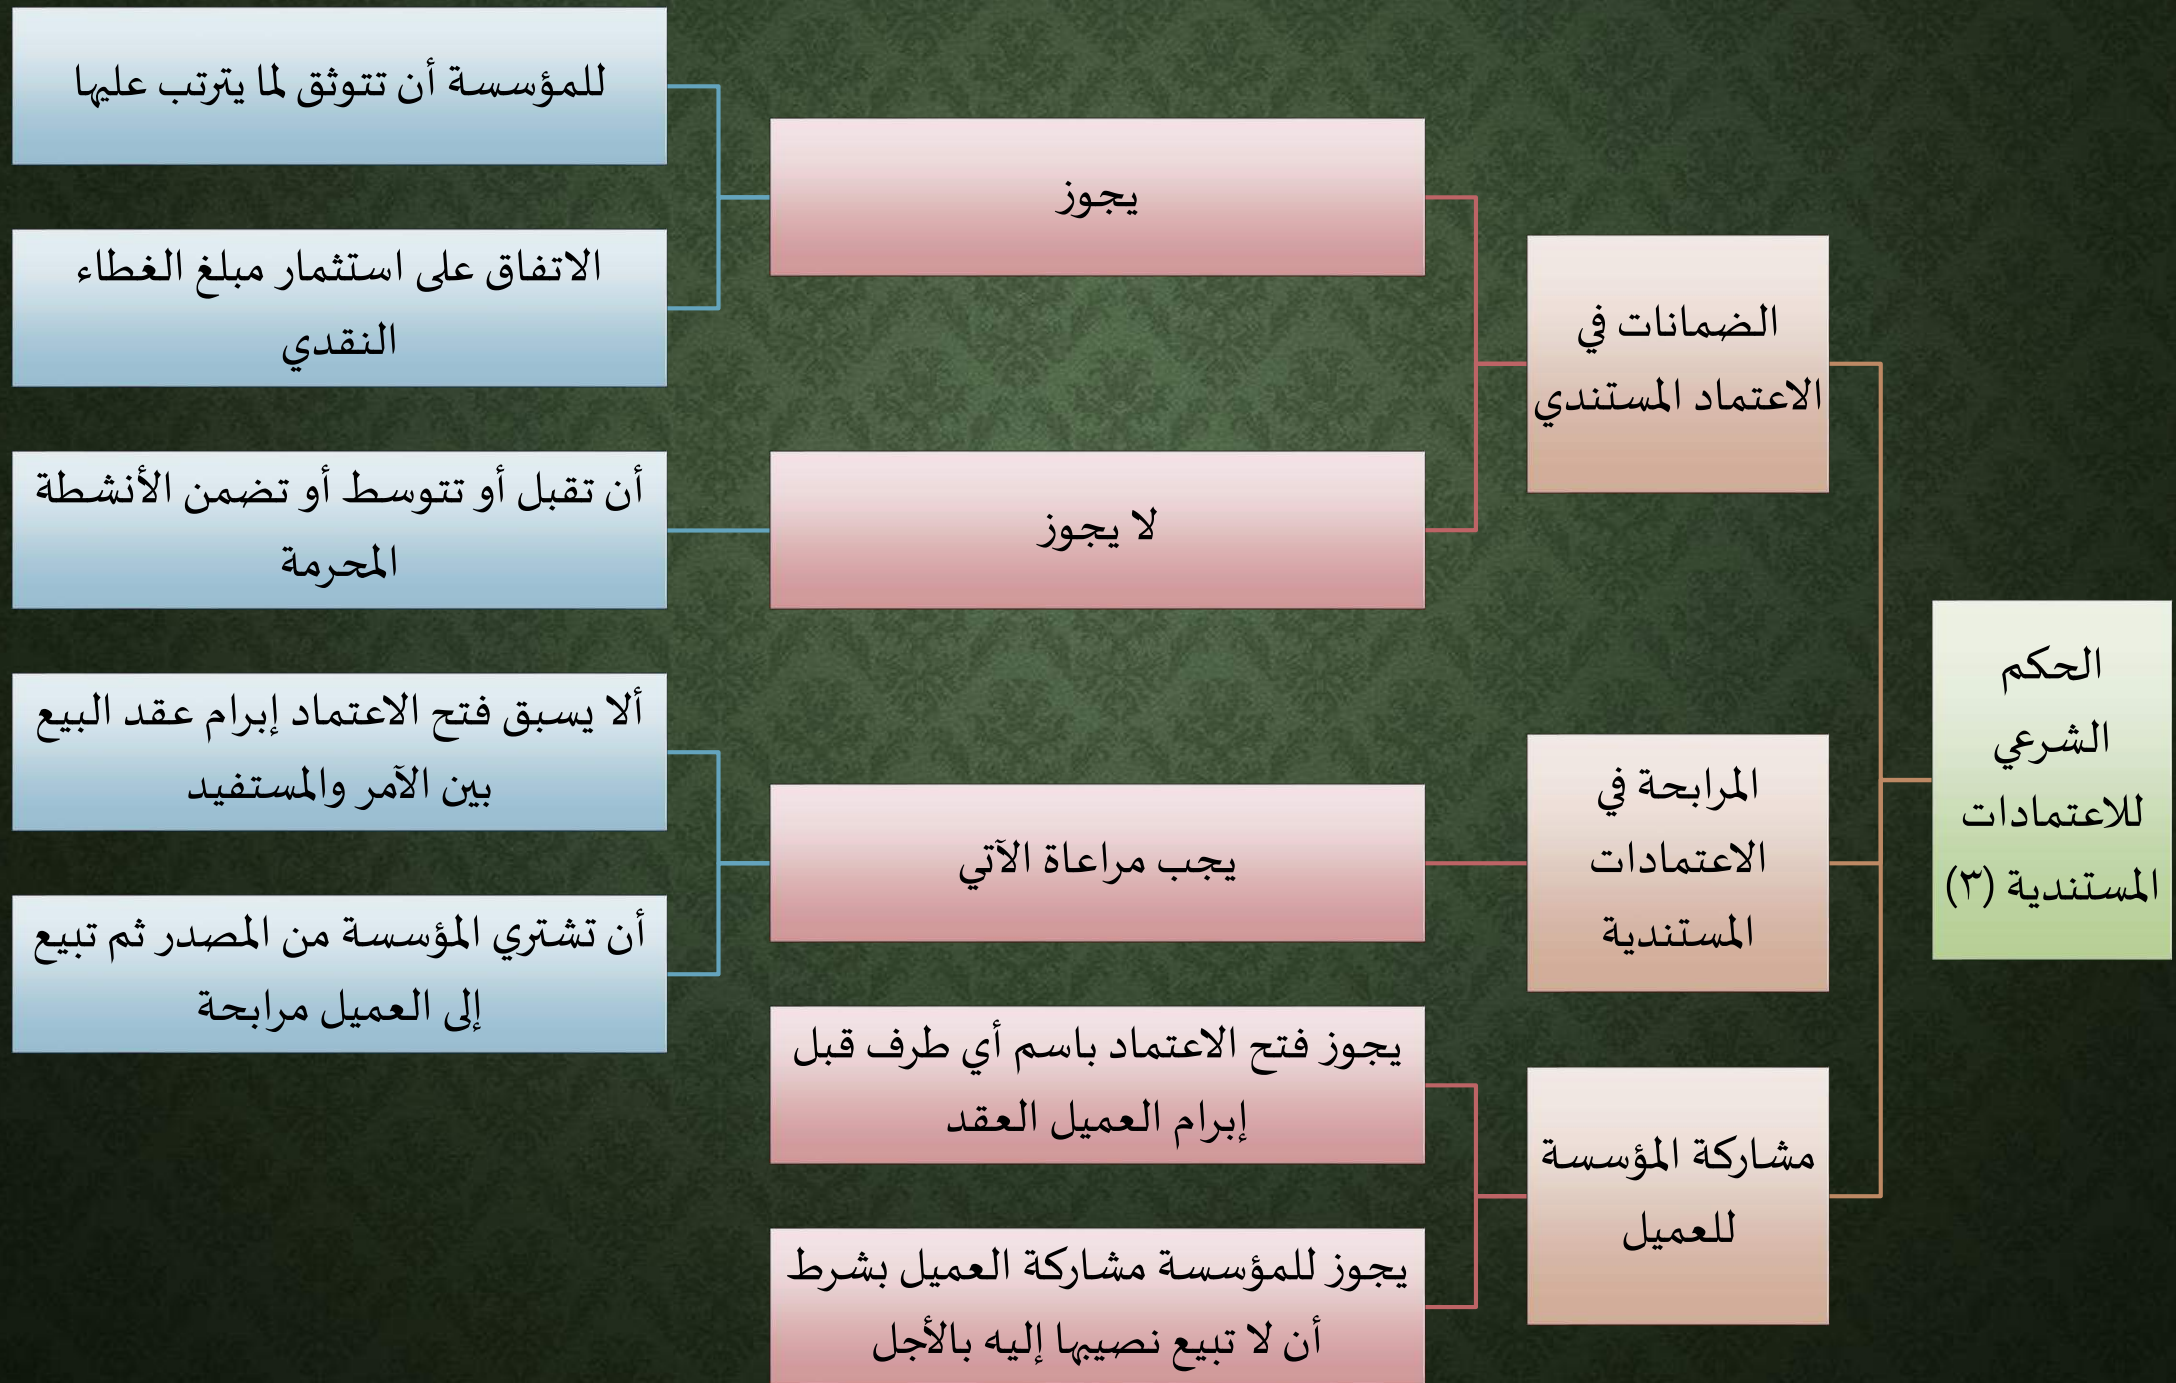 الحكم
الشرعي
للاعتمادات
المستندية (٣)
الضمانات في
الاعتماد المستندي
يجوز
للمؤسسة أن تتوثق لما يترتب عليها
الاتفاق على استثمار مبلغ الغطاء
النقدي
لا يجوز
أن تقبل أو تتوسط أو تضمن الأنشطة
المحرمة
المرابحة في
الاعتمادات
المستندية
يجب مراعاة الآتي
ألا يسبق فتح الاعتماد إبرام عقد البيع
بين الآمر والمستفيد
أن تشتري المؤسسة من المصدر ثم تبيع
إلى العميل مرابحة
مشاركة المؤسسة
للعميل
يجوز فتح الاعتماد باسم أي طرف قبل
إبرام العميل العقد
يجوز للمؤسسة مشاركة العميل بشرط
أن لا تبيع نصيبها إليه بالأجل